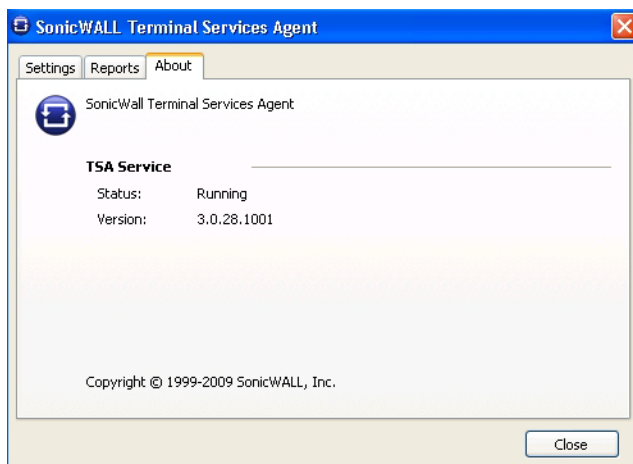 SonicWALL Terminal Services Agent
Settings Reports About
SonicWall Terminal Services Agent
TSA Service
Status: Running
Version: 3.0.28.1001
Copyright © 1999-2009 SonicWALL, Inc.
Close